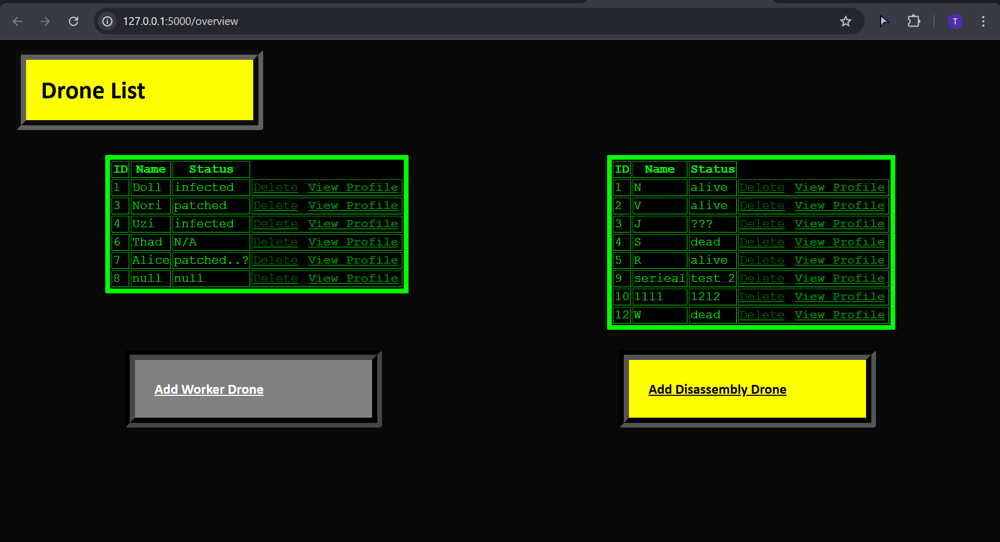 127.0.0.1:5000/overview
T
Drone List
ID Name Status
1 Doll infected Delete View Profile
3 Nori patched Delete View Profile
4 Uzi infected Delete View Profile
6 Thad N/A Delete View Profile
7 Alice patched..? Delete View Profile
8 null null Delete View Profile
ID Name Status
1 N alive Delete View Profile
2 V alive Delete View Profile
3 J ??? Delete View Profile
4 S dead Delete View Profile
5 R alive Delete View Profile
9 serieal test 2 Delete View Profile
10 1111 1212 Delete View Profile
12 W dead Delete View Profile
Add Worker Drone
Add Disassembly Drone